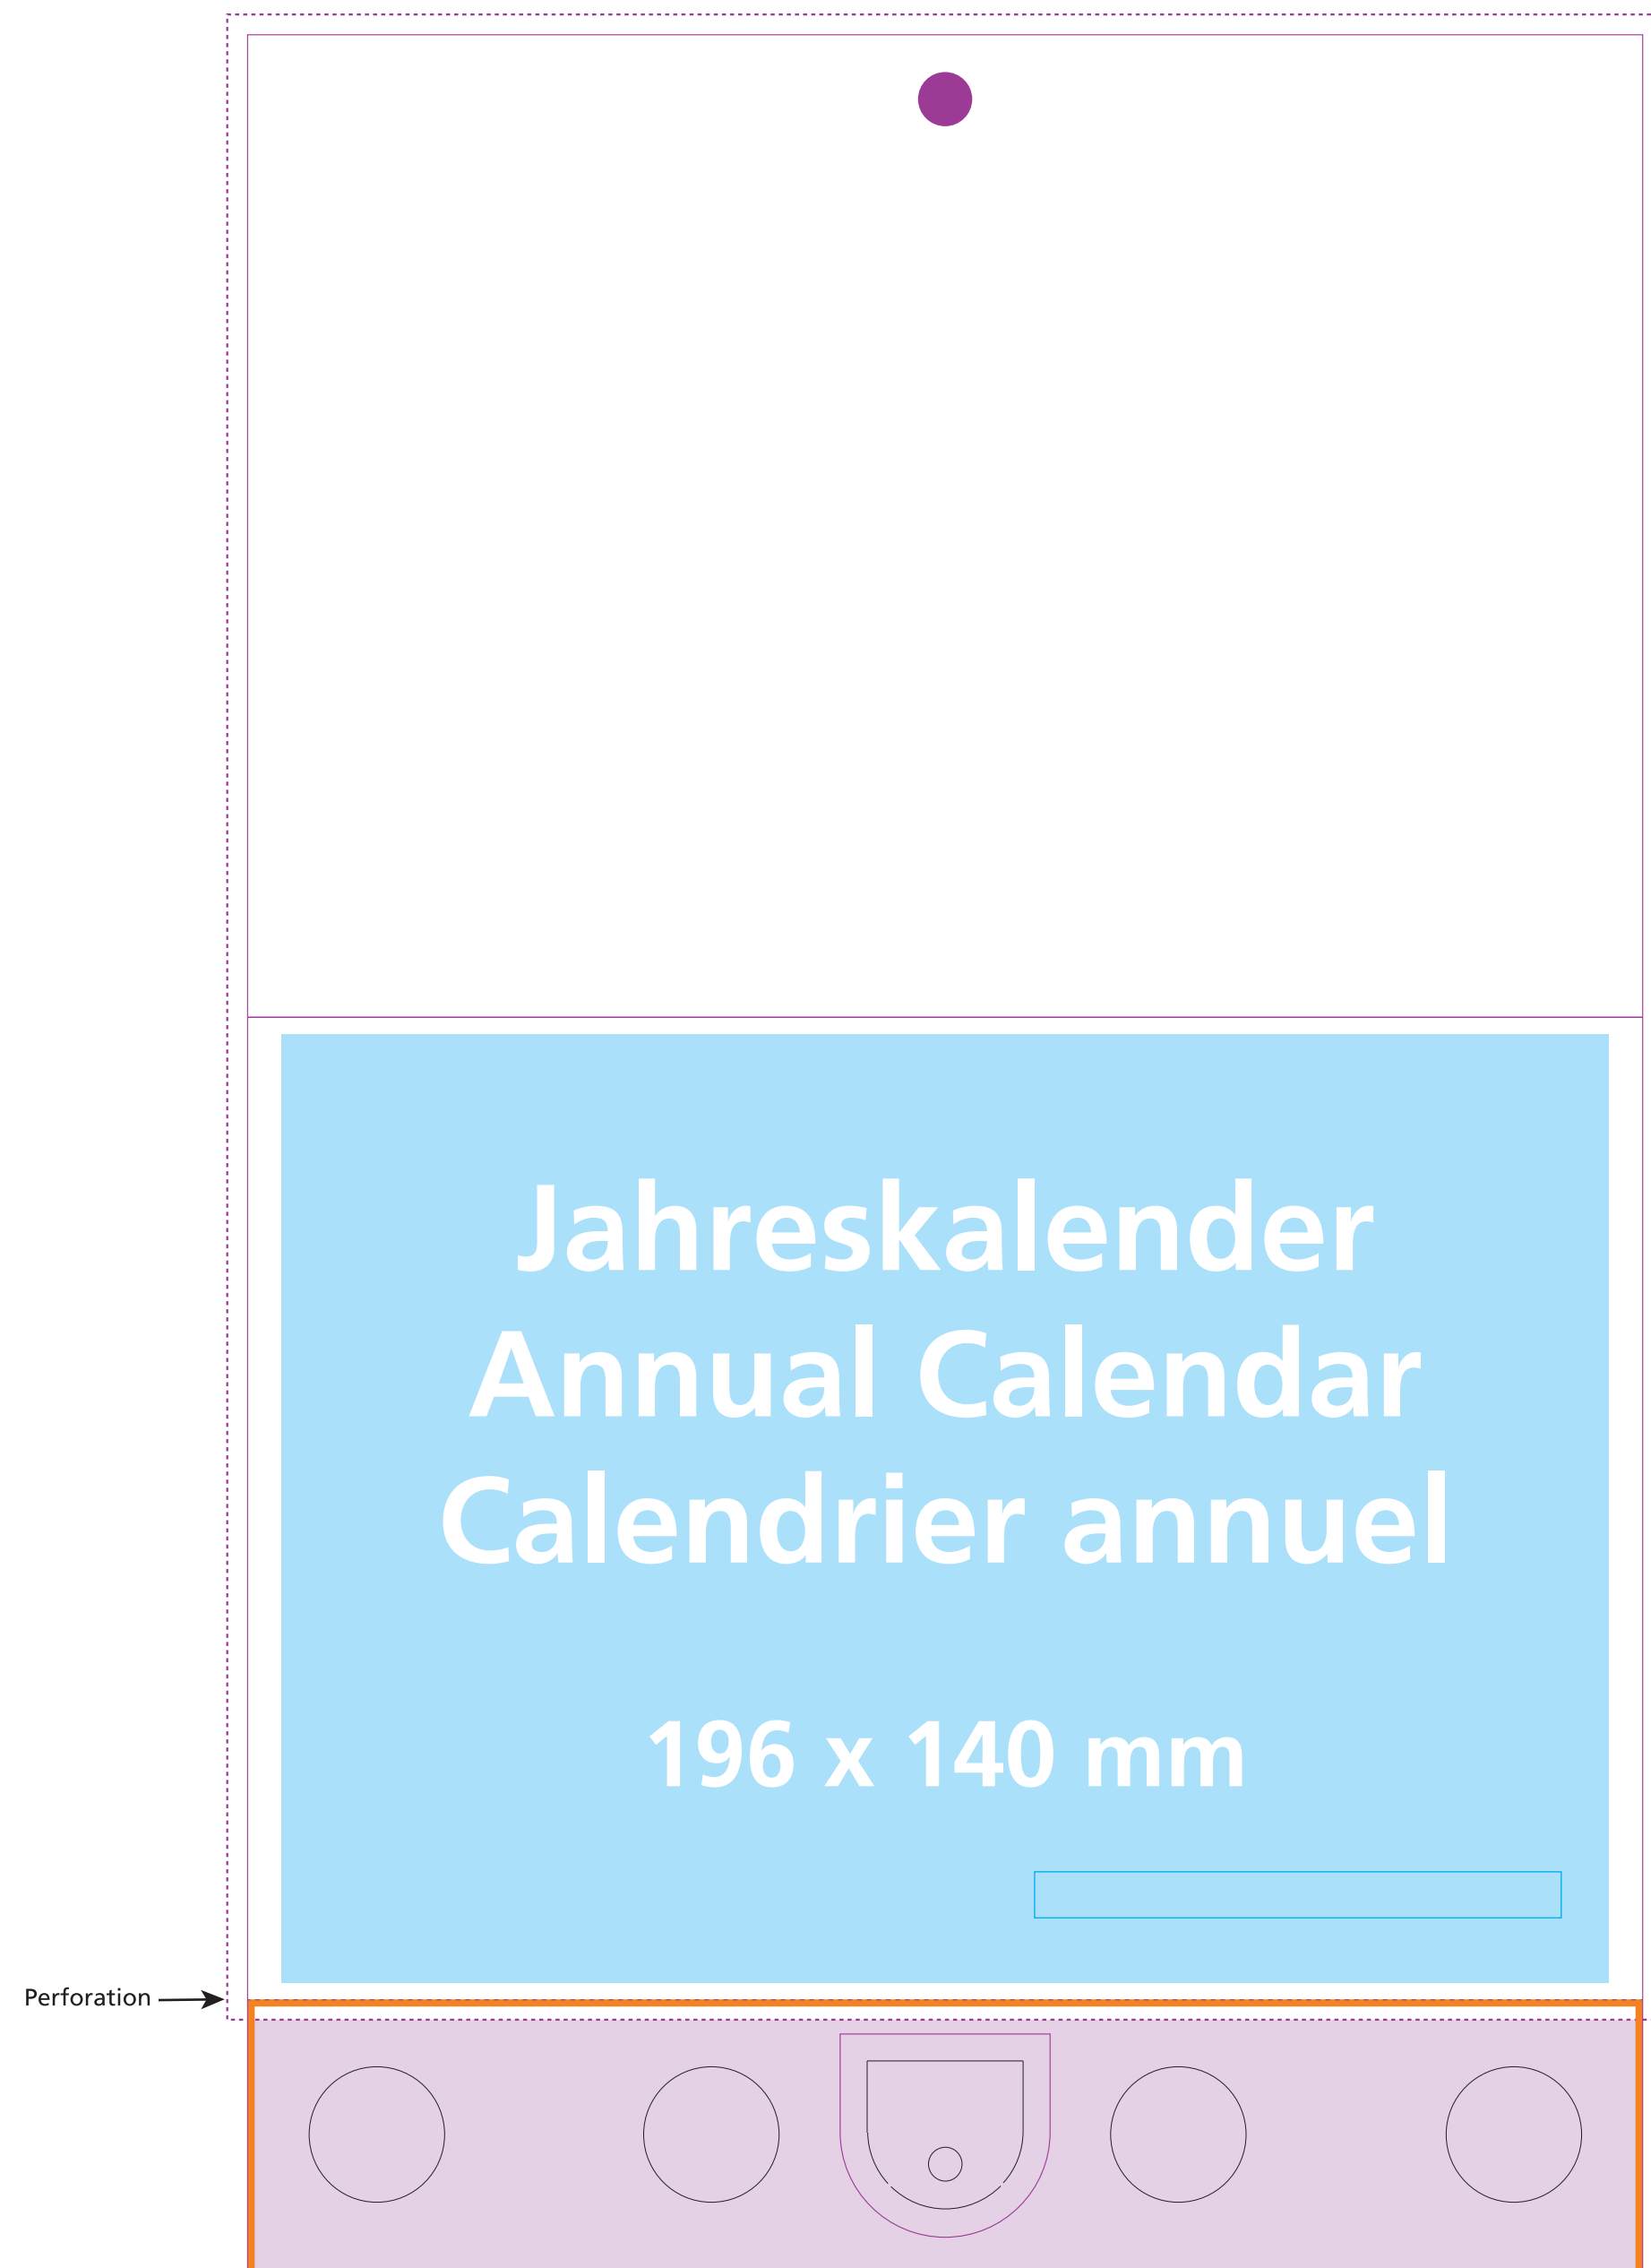 Jahreskalender
Annual Calendar
Calendrier annuel
196 x 140 mm
Perforation